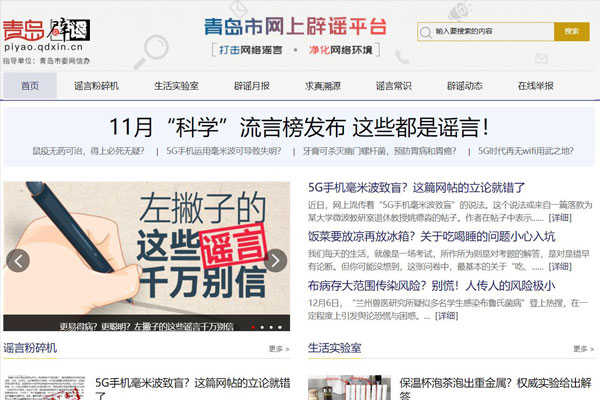 青岛辟谣
piyao.qdxin.cn
指导单位：青岛市委网信办
青岛市网上辟谣平台
[打击网络谣言 · 净化网络环境]
输入要搜索的内容
搜索
首页 谣言粉碎机 生活实验室 辟谣月报 求真溯源 谣言常识 辟谣动态 在线举报
11月“科学”流言榜发布 这些都是谣言！
鼠疫无药可治，得上必死无疑？ | 5G手机运用毫米波可导致失明？ | 牙膏可杀灭幽门螺杆菌，预防胃病和胃癌？ | 5G时代再无wifi用武之地？
左撇子的
这些谣言
千万别信
更易得病？更聪明？左撇子的这些谣言千万别信
5G手机毫米波致盲？这篇网帖的立论就错了
近日，网上流传着“5G手机毫米波致盲”的说法。这个说法或来自一篇落款为
某大学微波教研室退休教授姚德淼的帖子。作者在帖子中表示...... [详细]
饭菜要放凉再放冰箱？关于吃喝睡的问题小心入坑
我们每天的生活，就像是一场考试，所作所为则是对考题的解答，是对是错早
有论断。但你可能没想到，这张问卷中，最基本的关于“吃、...... [详细]
布病存大范围传染风险？别慌！人传人的风险极小
12月6日，“兰州兽医研究所疑似多名学生感染布鲁氏菌病”登上热搜，在一
定程度上引发舆论恐慌与困惑。... [详细]
谣言粉碎机 更多 >
生活实验室 更多 >
5G手机毫米波致盲？这篇网帖的立论就错
了
保温杯泡茶泡出重金属？权威实验给出解
答